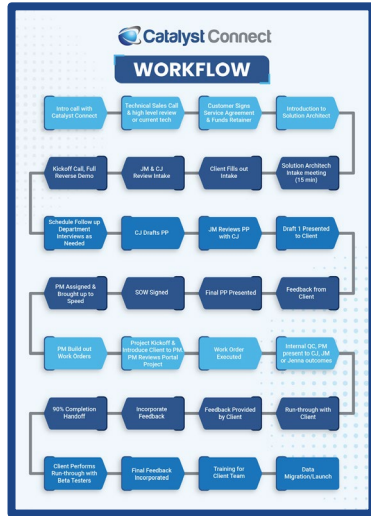 Catalyst Connect
WORKFLOW
Intro call with
Catalyst Connect
Technical Sales Call
& high level review
or current tech
Customer Signs
Service Agreement
& Funds Retainer
Introduction to
Solution Architect
Kickoff Call, Full
Reverse Demo
JM & CJ
Review Intake
Client Fills out
Intake
Solution Architech
Intake meeting
(15 min)
Schedule Follow up
Department
Interviews as
Needed
CJ Drafts PP
JM Reviews PP
with CJ
Draft 1 Presented
to Client
PM Assigned &
Brought up to
Speed
SOW Signed
Final PP Presented
Feedback from
Client
PM Build out
Work Orders
Project Kickoff &
Introduce Client to PM
PM Reviews Portal
Project
Work Order
Executed
Internal QC, PM
present to CJ, JM
or Jenna outcomes
90% Completion
Handoff
Incorporate
Feedback
Feedback Provided
by Client
Run-through with
Client
Client Performs
Run-through with
Beta Testers
Final Feedback
Incorporated
Training for
Client Team
Data
Migration/Launch